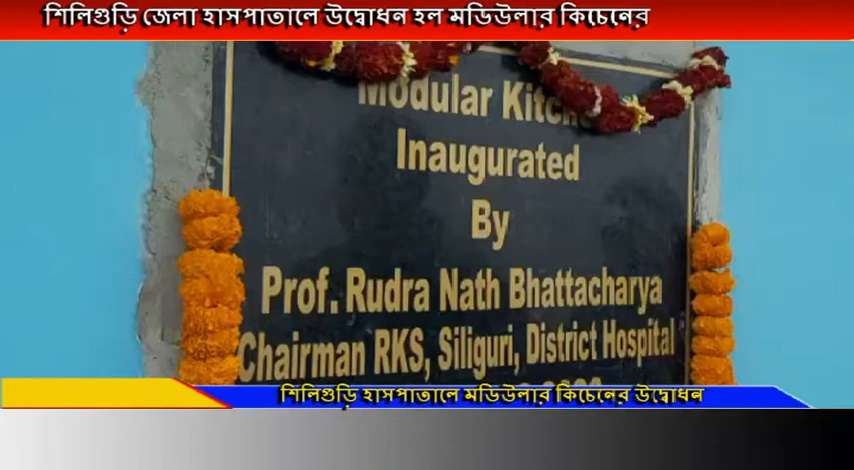 শিলিগুড়ি জেলা হাসপাতালে উদ্বোধন হল মডিউলার কিচেনের
Modular Kitchen
Inaugurated
By
Prof. Rudra Nath Bhattacharya
Chairman RKS, Siliguri, District Hospital
শিলিগুড়ি হাসপাতালে মডিউলার কিচেনের উদ্বোধন